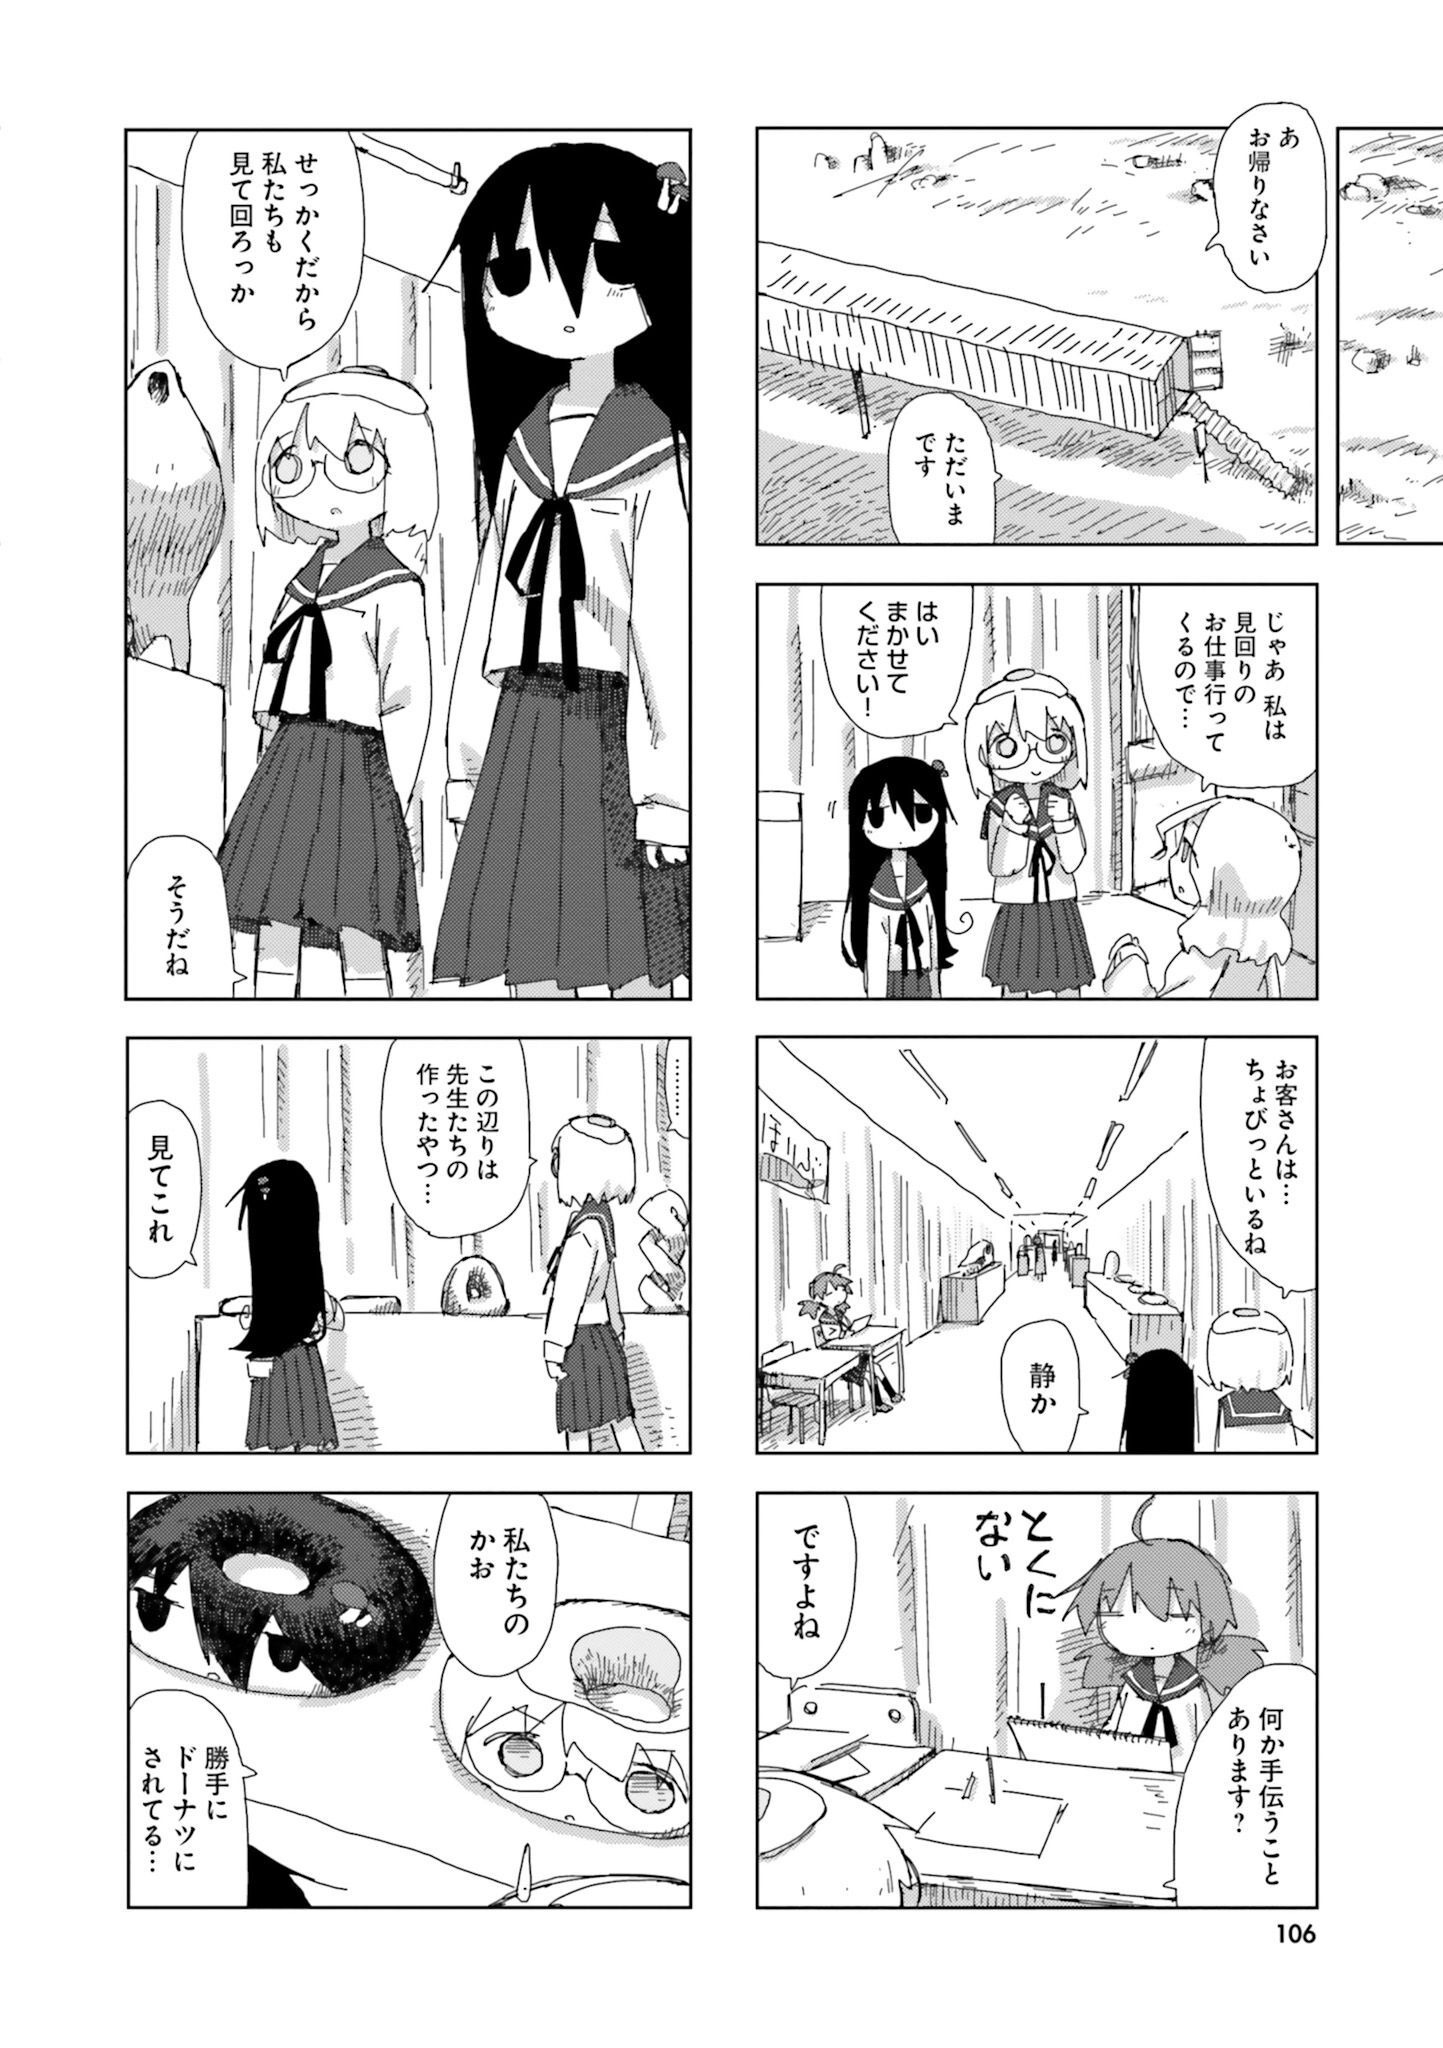 あ
お帰りなさい
ただいま
です
じゃあ 私は
見回りの
お仕事行って
くるので…
はい
まかせて
ください！
お客さんは…
ちょびっといるね
静か
何か手伝うこと
あります？
とくに
ない
ですよね
せっかくだから
私たちも
見て回ろっか
そうだね
………
この辺りは
先生たちの
作ったやつ…
見てこれ
私たちの
かお
勝手に
ドーナツに
されてる…
106